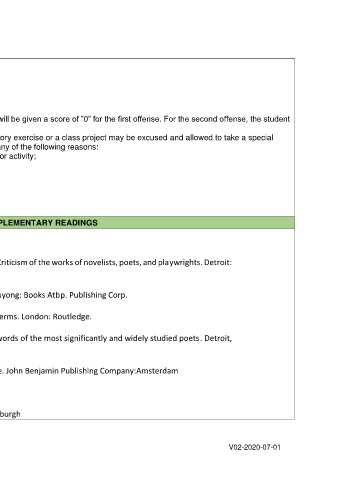 will be given a score of "0" for the first offense. For the second offense, the student
ory exercise or a class project may be excused and allowed to take a special
any of the following reasons:
or activity;
PLEMENTARY READINGS
Criticism of the works of novelists, poets, and playwrights. Detroit:
uyong: Books Atbp. Publishing Corp.
erms. London: Routledge.
words of the most significantly and widely studied poets. Detroit,
e. John Benjamin Publishing Company:Amsterdam
burgh
V02-2020-07-01